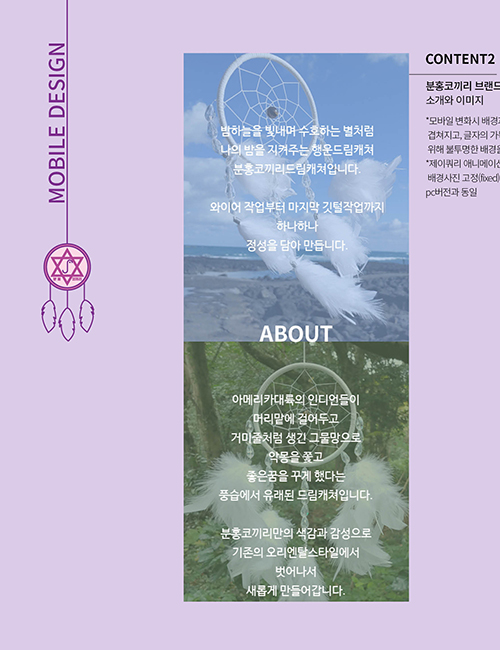 MOBILE DESIGN
밤하늘을 빛내며 수호하는 별처럼
나의 밤을 지켜주는 행운드림캐쳐
분홍코끼리드림캐처입니다.
와이어 작업부터 마지막 깃털작업까지
하나하나
정성을 담아 만듭니다.
ABOUT
아메리카대륙의 인디언들이
머리맡에 걸어두고
거미줄처럼 생긴 그물망으로
악몽을 쫓고
좋은꿈을 꾸게 했다는
풍습에서 유래된 드림캐처입니다.
분홍코끼리만의 색감과 감성으로
기존의 오리엔탈스타일에서
벗어나서
새롭게 만들어갑니다.
CONTENT2
분홍코끼리 브랜드
소개와 이미지
*모바일 변화시 배경
겹쳐지고, 글자의 가
위해 불투명한 배경을
*제이쿼리 애니메이션
배경사진 고정(fixed)
pc버전과 동일